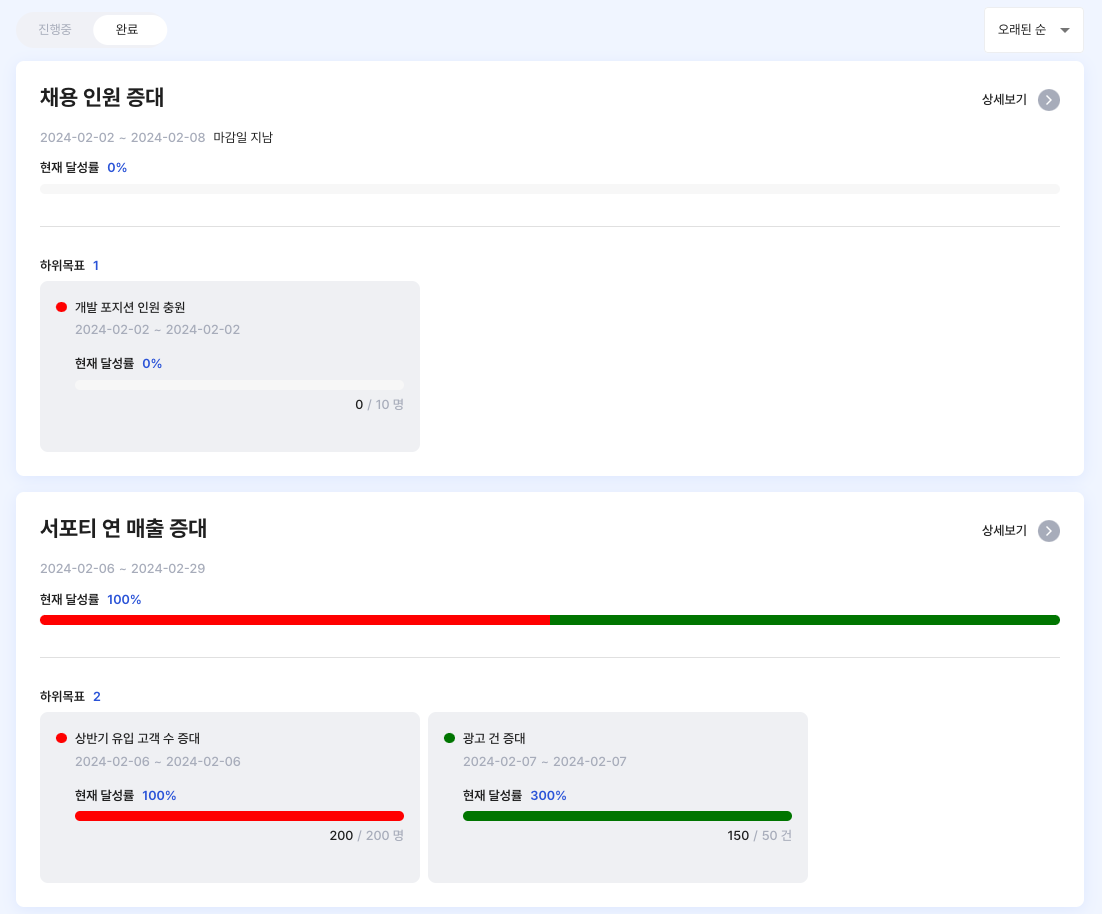 진행중 완료 오래된 순
채용 인원 증대 상세보기
2024-02-02 ~ 2024-02-08 마감일 지남
현재 달성률 0%
하위목표 1
개발 포지션 인원 충원
2024-02-02 ~ 2024-02-02
현재 달성률 0%
0 / 10 명
서포티 연 매출 증대 상세보기
2024-02-06 ~ 2024-02-29
현재 달성률 100%
하위목표 2
상반기 유입 고객 수 증대
2024-02-06 ~ 2024-02-06
현재 달성률 100%
200 / 200 명
광고 건 증대
2024-02-07 ~ 2024-02-07
현재 달성률 300%
150 / 50 건